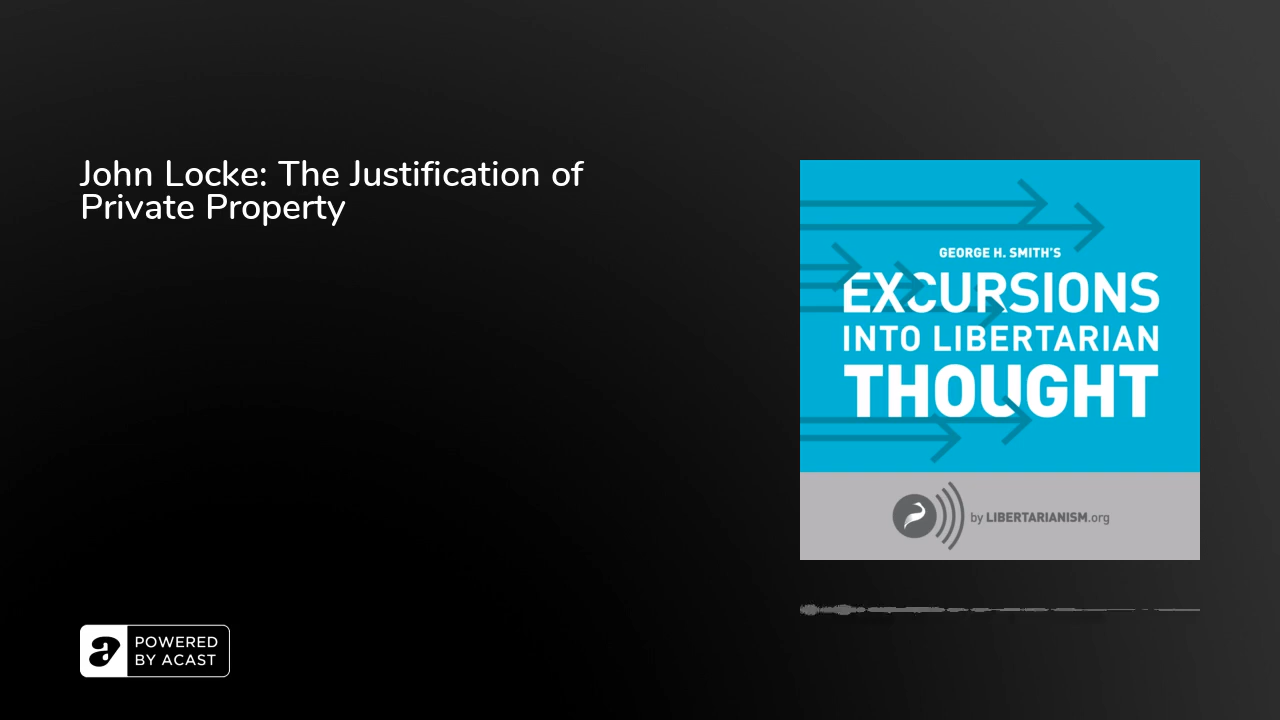 John Locke: The Justification of
Private Property
GEORGE H. SMITH'S
EXCURSIONS
INTO LIBERTARIAN
THOUGHT
by LIBERTARIANISM.org
POWERED
BY ACAST